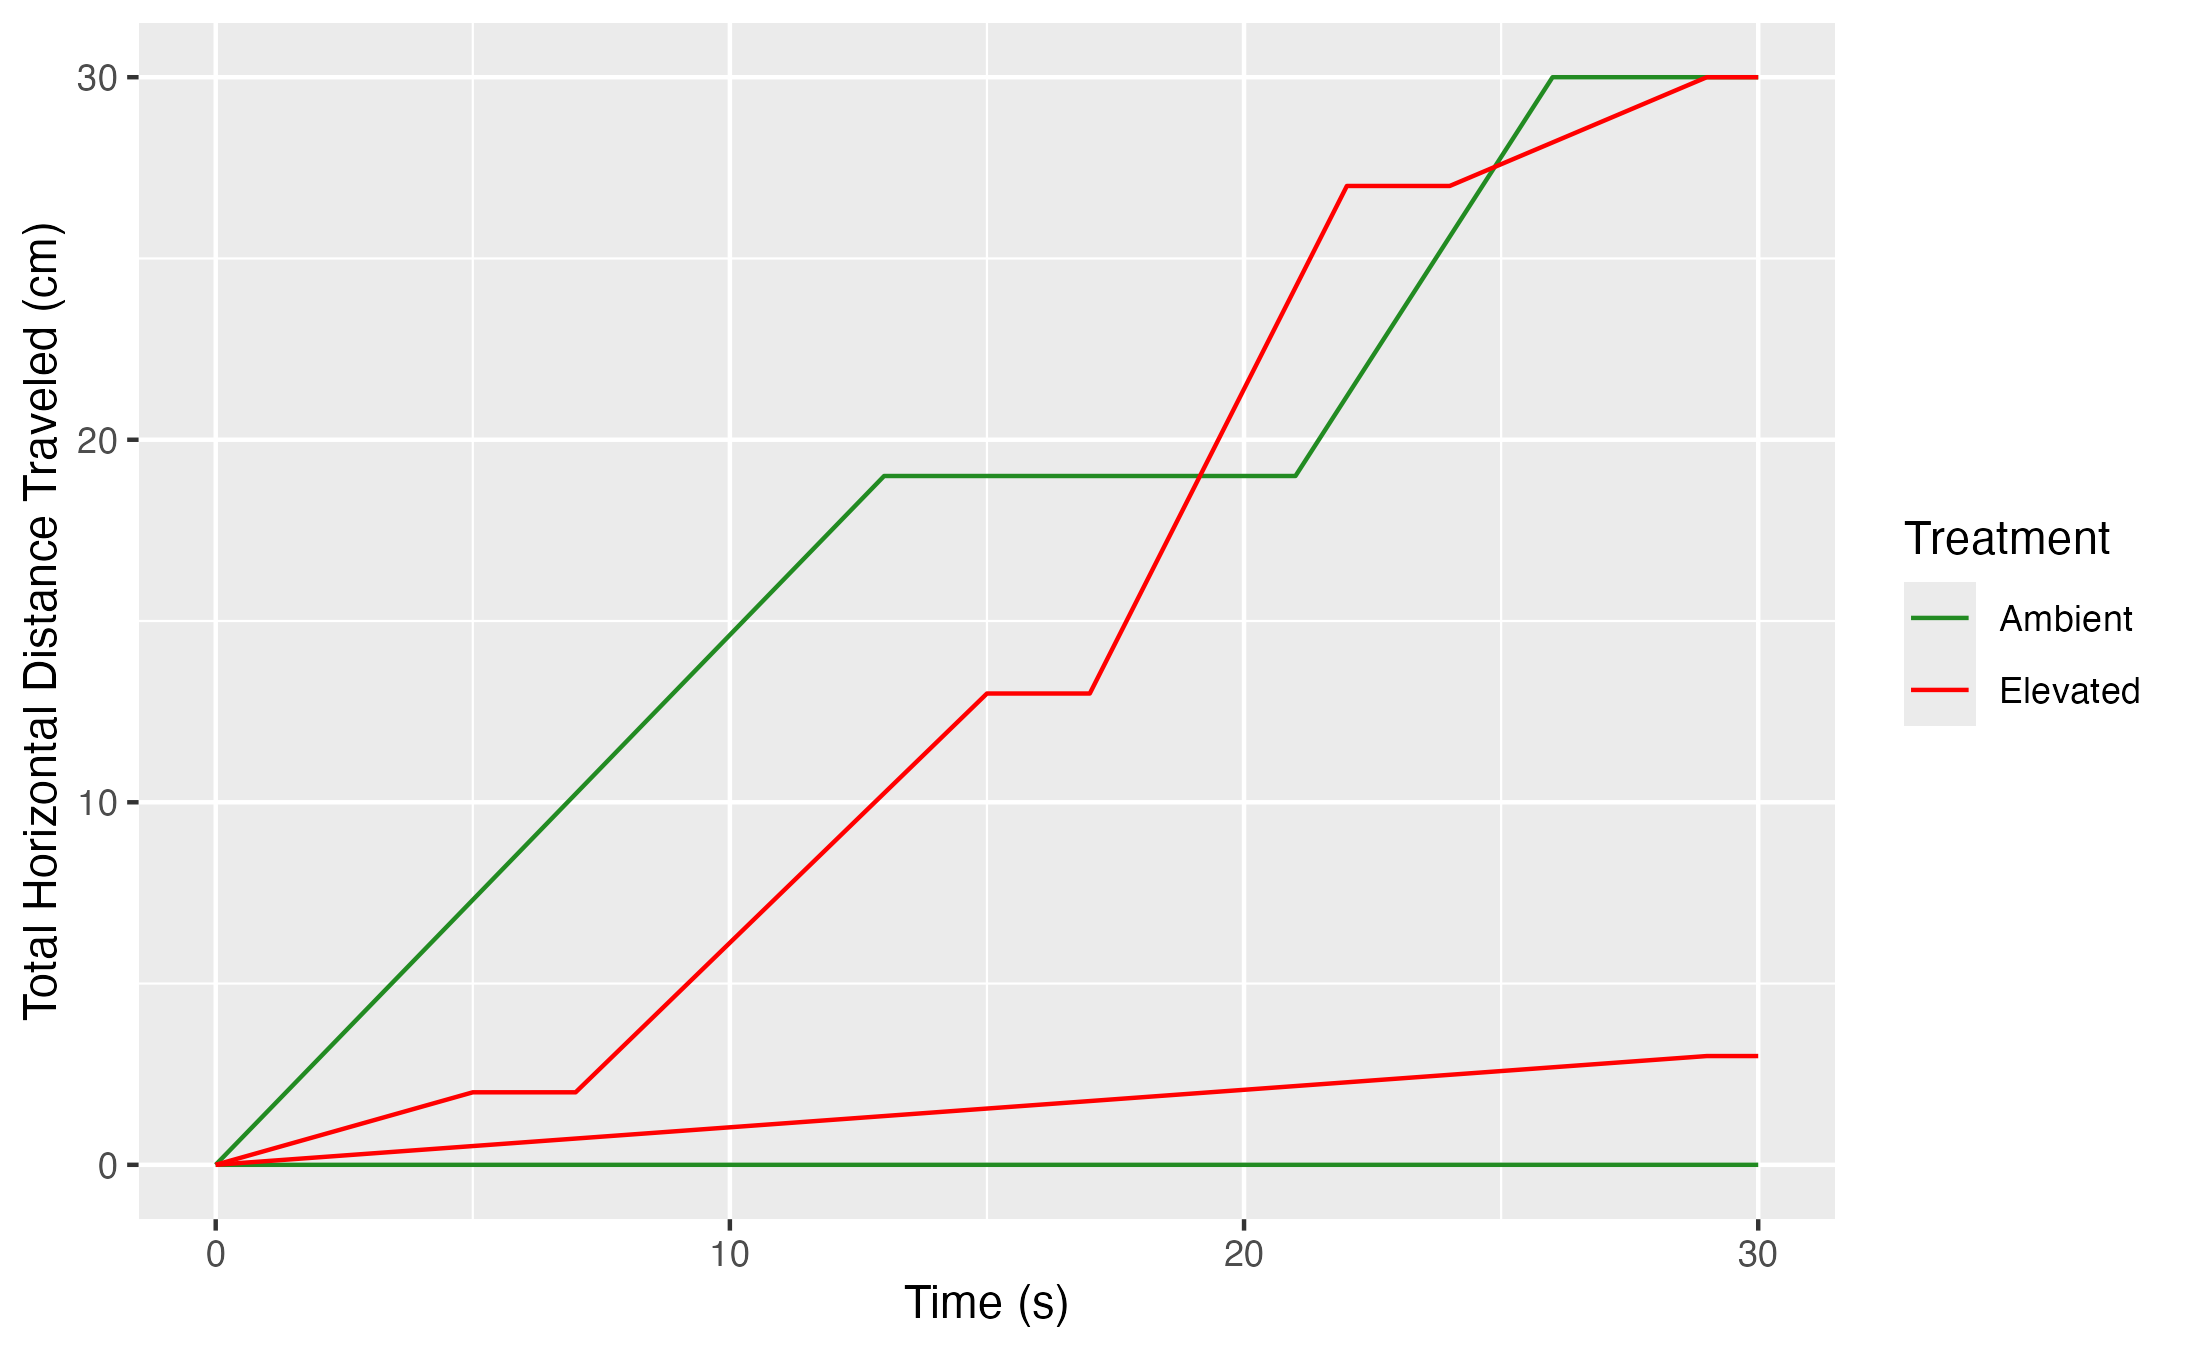 Total Horizontal Distance Traveled (cm)
30
20
10
0
0 10 20 30
Time (s)
Treatment
Ambient
Elevated